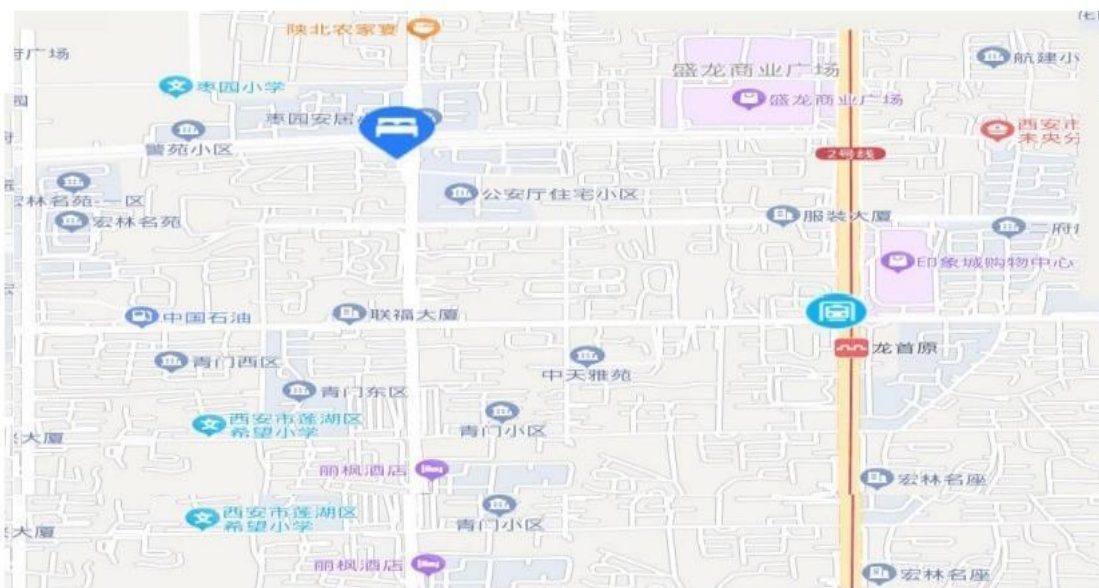 陕北农家宴
府广场
盛龙商业广场
航建小
枣园小学
盛龙商业广场
枣园安居
西安市
未央分
警苑小区
2号线
宏林名苑-一区
公安厅住宅小区
宏林名苑
服装大厦
二府
印象城购物中心
中国石油
联福大厦
龙首原
青门西区
中天雅苑
青门东区
西安市莲湖区
希望小学
青门小区
大厦
丽枫酒店
宏林名座
西安市莲湖区
希望小学
青门小区
大厦
丽枫酒店
宏林名座